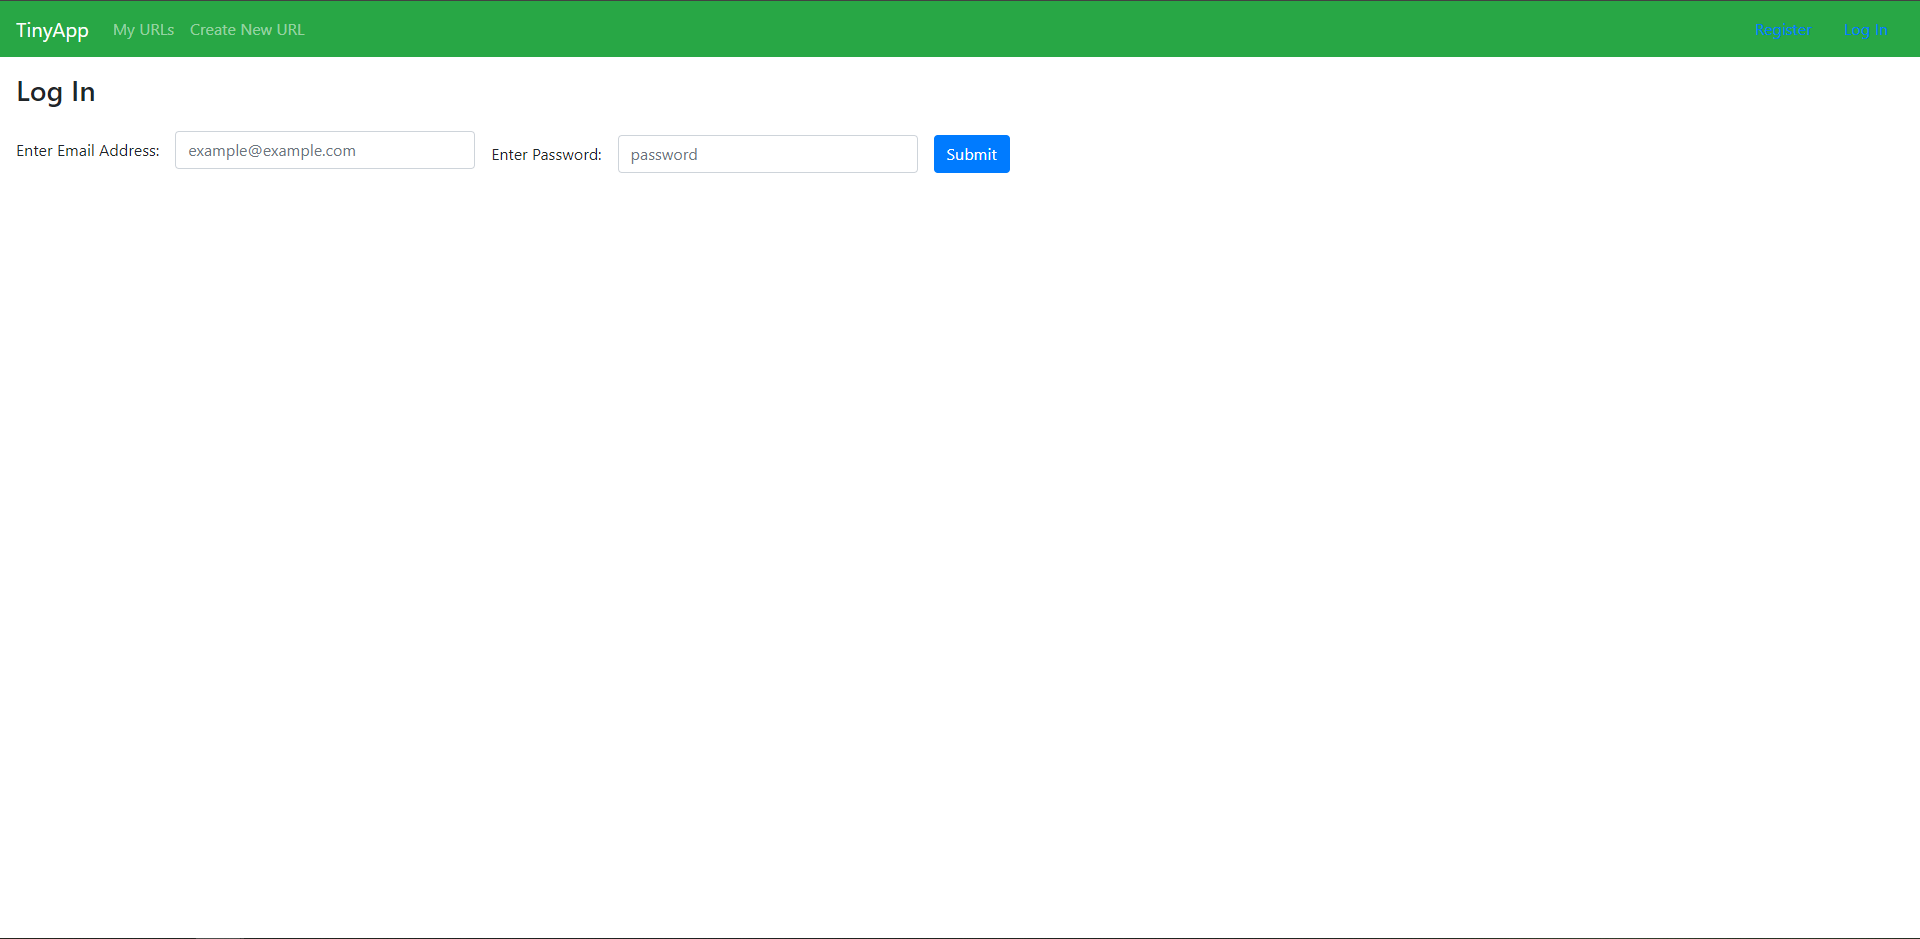 TinyApp My URLs Create New URL Register Log In
Log In
Enter Email Address: example@example.com Enter Password: password Submit